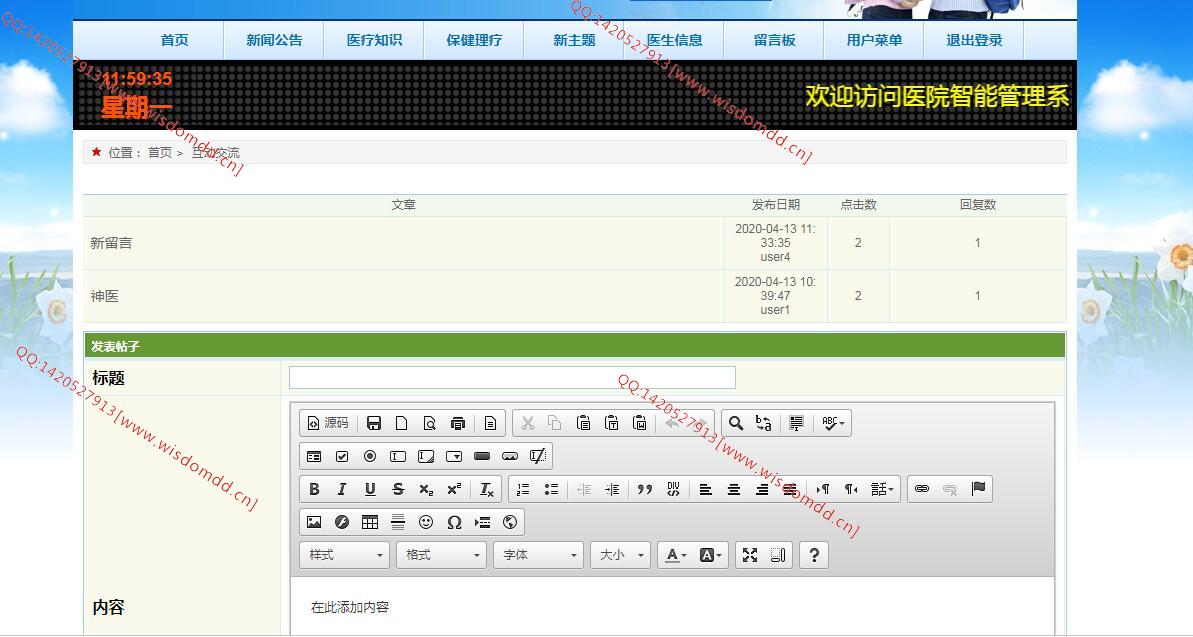 首页 新闻公告 医疗知识 保健理疗 新主题 医生信息 留言板 用户菜单 退出登录
11:59:35
星期一
欢迎访问医院智能管理系
★ 位置： 首页 > 互动交流
文章 发布日期 点击数 回复数
新留言 2020-04-13 11:
33:35
user4 2 1
神医 2020-04-13 10:
39:47
user1 2 1
发表帖子
标题
源码
样式 格式 字体 大小
内容
在此添加内容
QQ:1420527913[www.wisdomdd.cn]
QQ:1420527913[www.wisdomdd.cn]
QQ:1420527913[www.wisdomdd.cn]
QQ:1420527913[www.wisdomdd.cn]